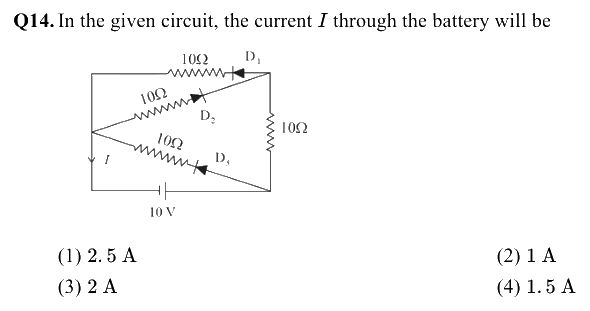 Q14. In the given circuit, the current I through the battery will be
10Ω D₁
10Ω
D₂
10Ω
10Ω
D₃
I
10 V
(1) 2.5 A (2) 1 A
(3) 2 A (4) 1.5 A